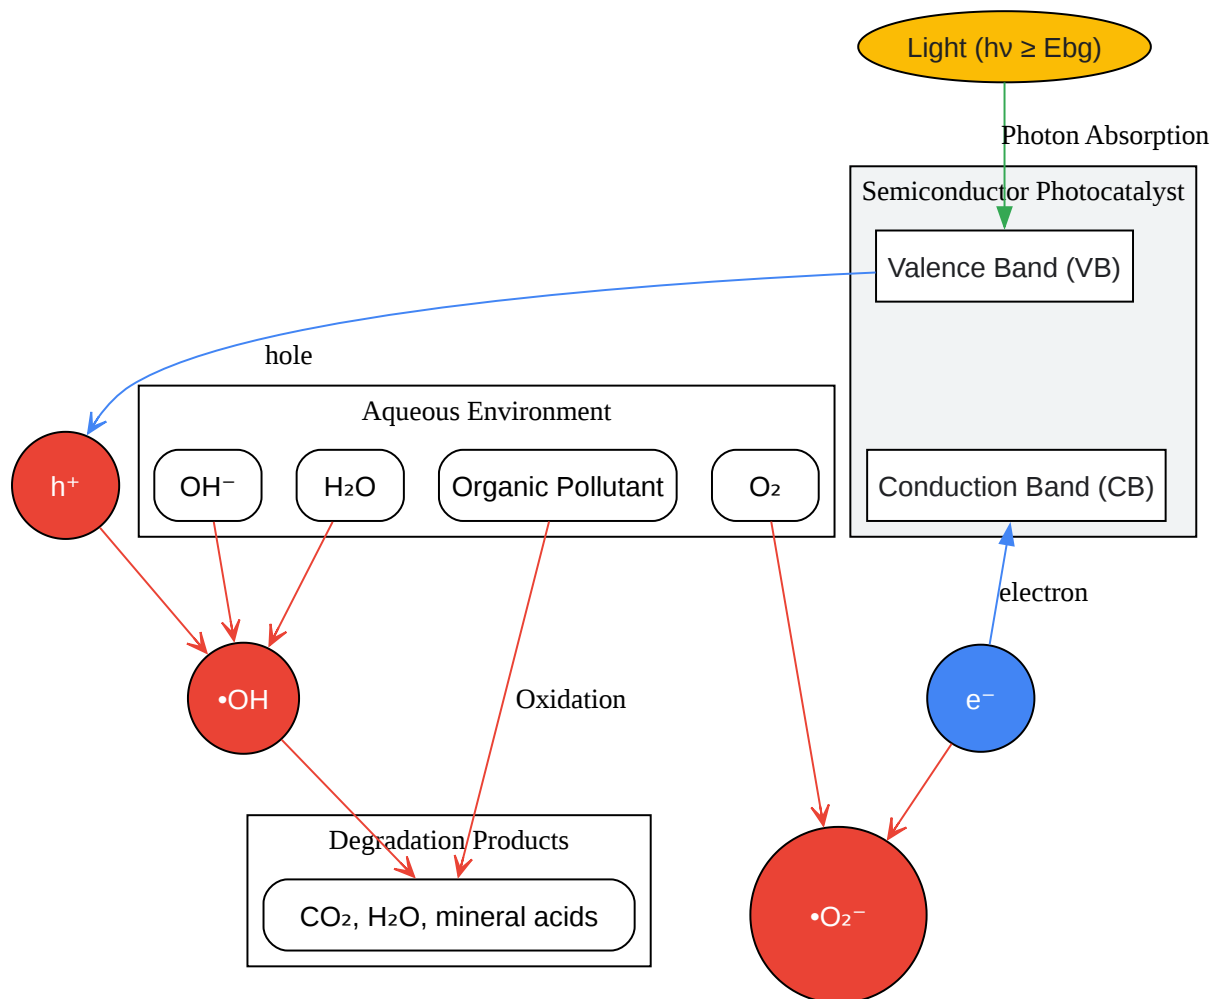 Light (hν ≥ Ebg)
Photon Absorption
Semiconductor Photocatalyst
Valence Band (VB)
hole
Aqueous Environment
h⁺
OH⁻
H₂O
Organic Pollutant
O₂
Conduction Band (CB)
electron
•OH
Oxidation
e⁻
Degradation Products
CO₂, H₂O, mineral acids
•O₂⁻